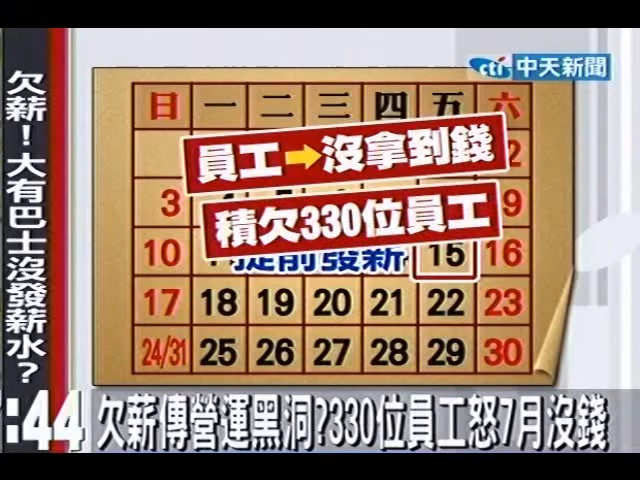 cti 中天新聞
欠薪！大有巴士沒發薪水？
日 一 二 三 四 五 六
員工➡沒拿到錢
2
3 9
積欠330位員工
10 提前發薪 15 16
17 18 19 20 21 22 23
24/31 25 26 27 28 29 30
:44 欠薪傳營運黑洞?330位員工怒7月沒錢